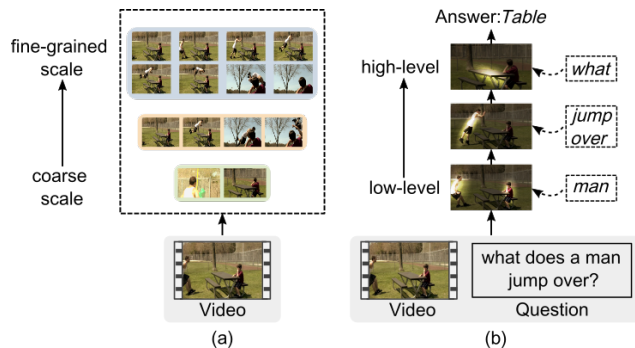 fine-grained
scale
coarse
scale
Video
(a)
Answer:Table
high-level
what
jump
over
low-level
man
Video
what does a man
jump over?
Question
(b)